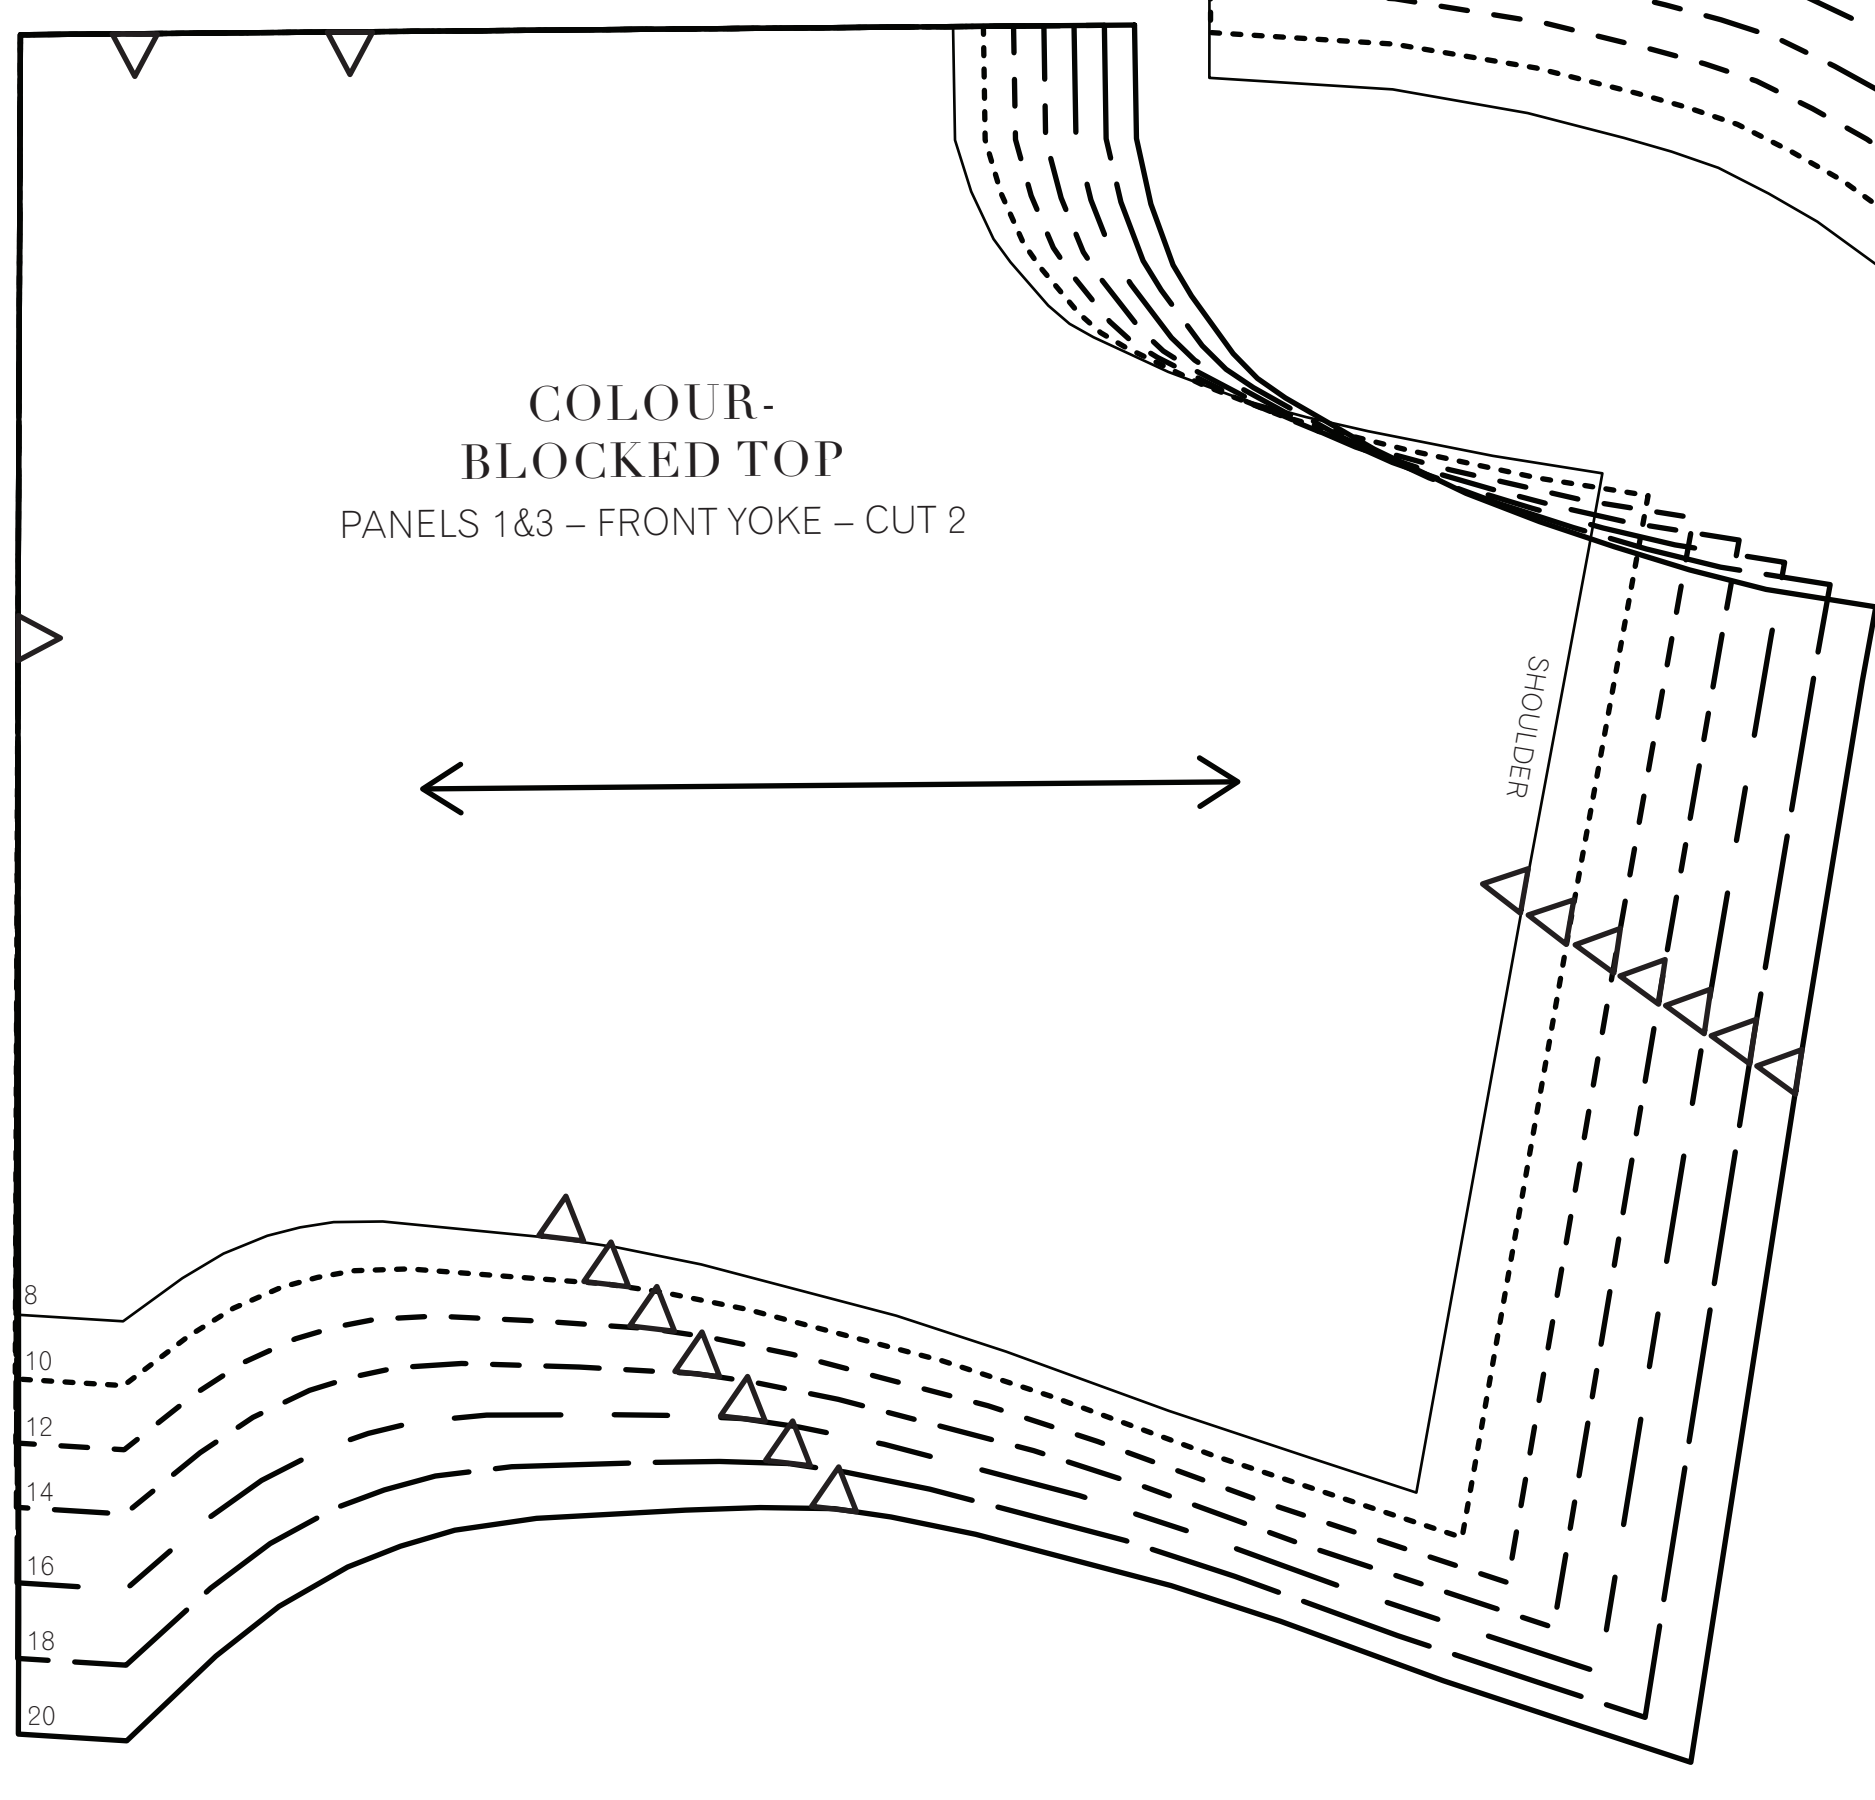 COLOUR-
BLOCKED TOP
PANELS 1&3 – FRONT YOKE – CUT 2
SHOULDER
8
10
12
14
16
18
20